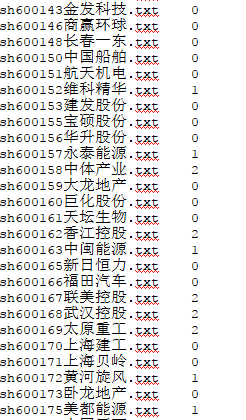 sh600143金发科技.txt 0
sh600146商赢环球.txt 0
sh600148长春一东.txt 0
sh600150中国船舶.txt 0
sh600151航天机电.txt 0
sh600152维科精华.txt 1
sh600153建发股份.txt 0
sh600155宝硕股份.txt 0
sh600156华升股份.txt 0
sh600157永泰能源.txt 1
sh600158中体产业.txt 2
sh600159大龙地产.txt 0
sh600160巨化股份.txt 0
sh600161天坛生物.txt 0
sh600162香江控股.txt 2
sh600163中闽能源.txt 1
sh600165新日恒力.txt 0
sh600166福田汽车.txt 0
sh600167联美控股.txt 2
sh600168武汉控股.txt 2
sh600169太原重工.txt 2
sh600170上海建工.txt 0
sh600171上海贝岭.txt 0
sh600172黄河旋风.txt 1
sh600173卧龙地产.txt 0
sh600175美都能源.txt 1